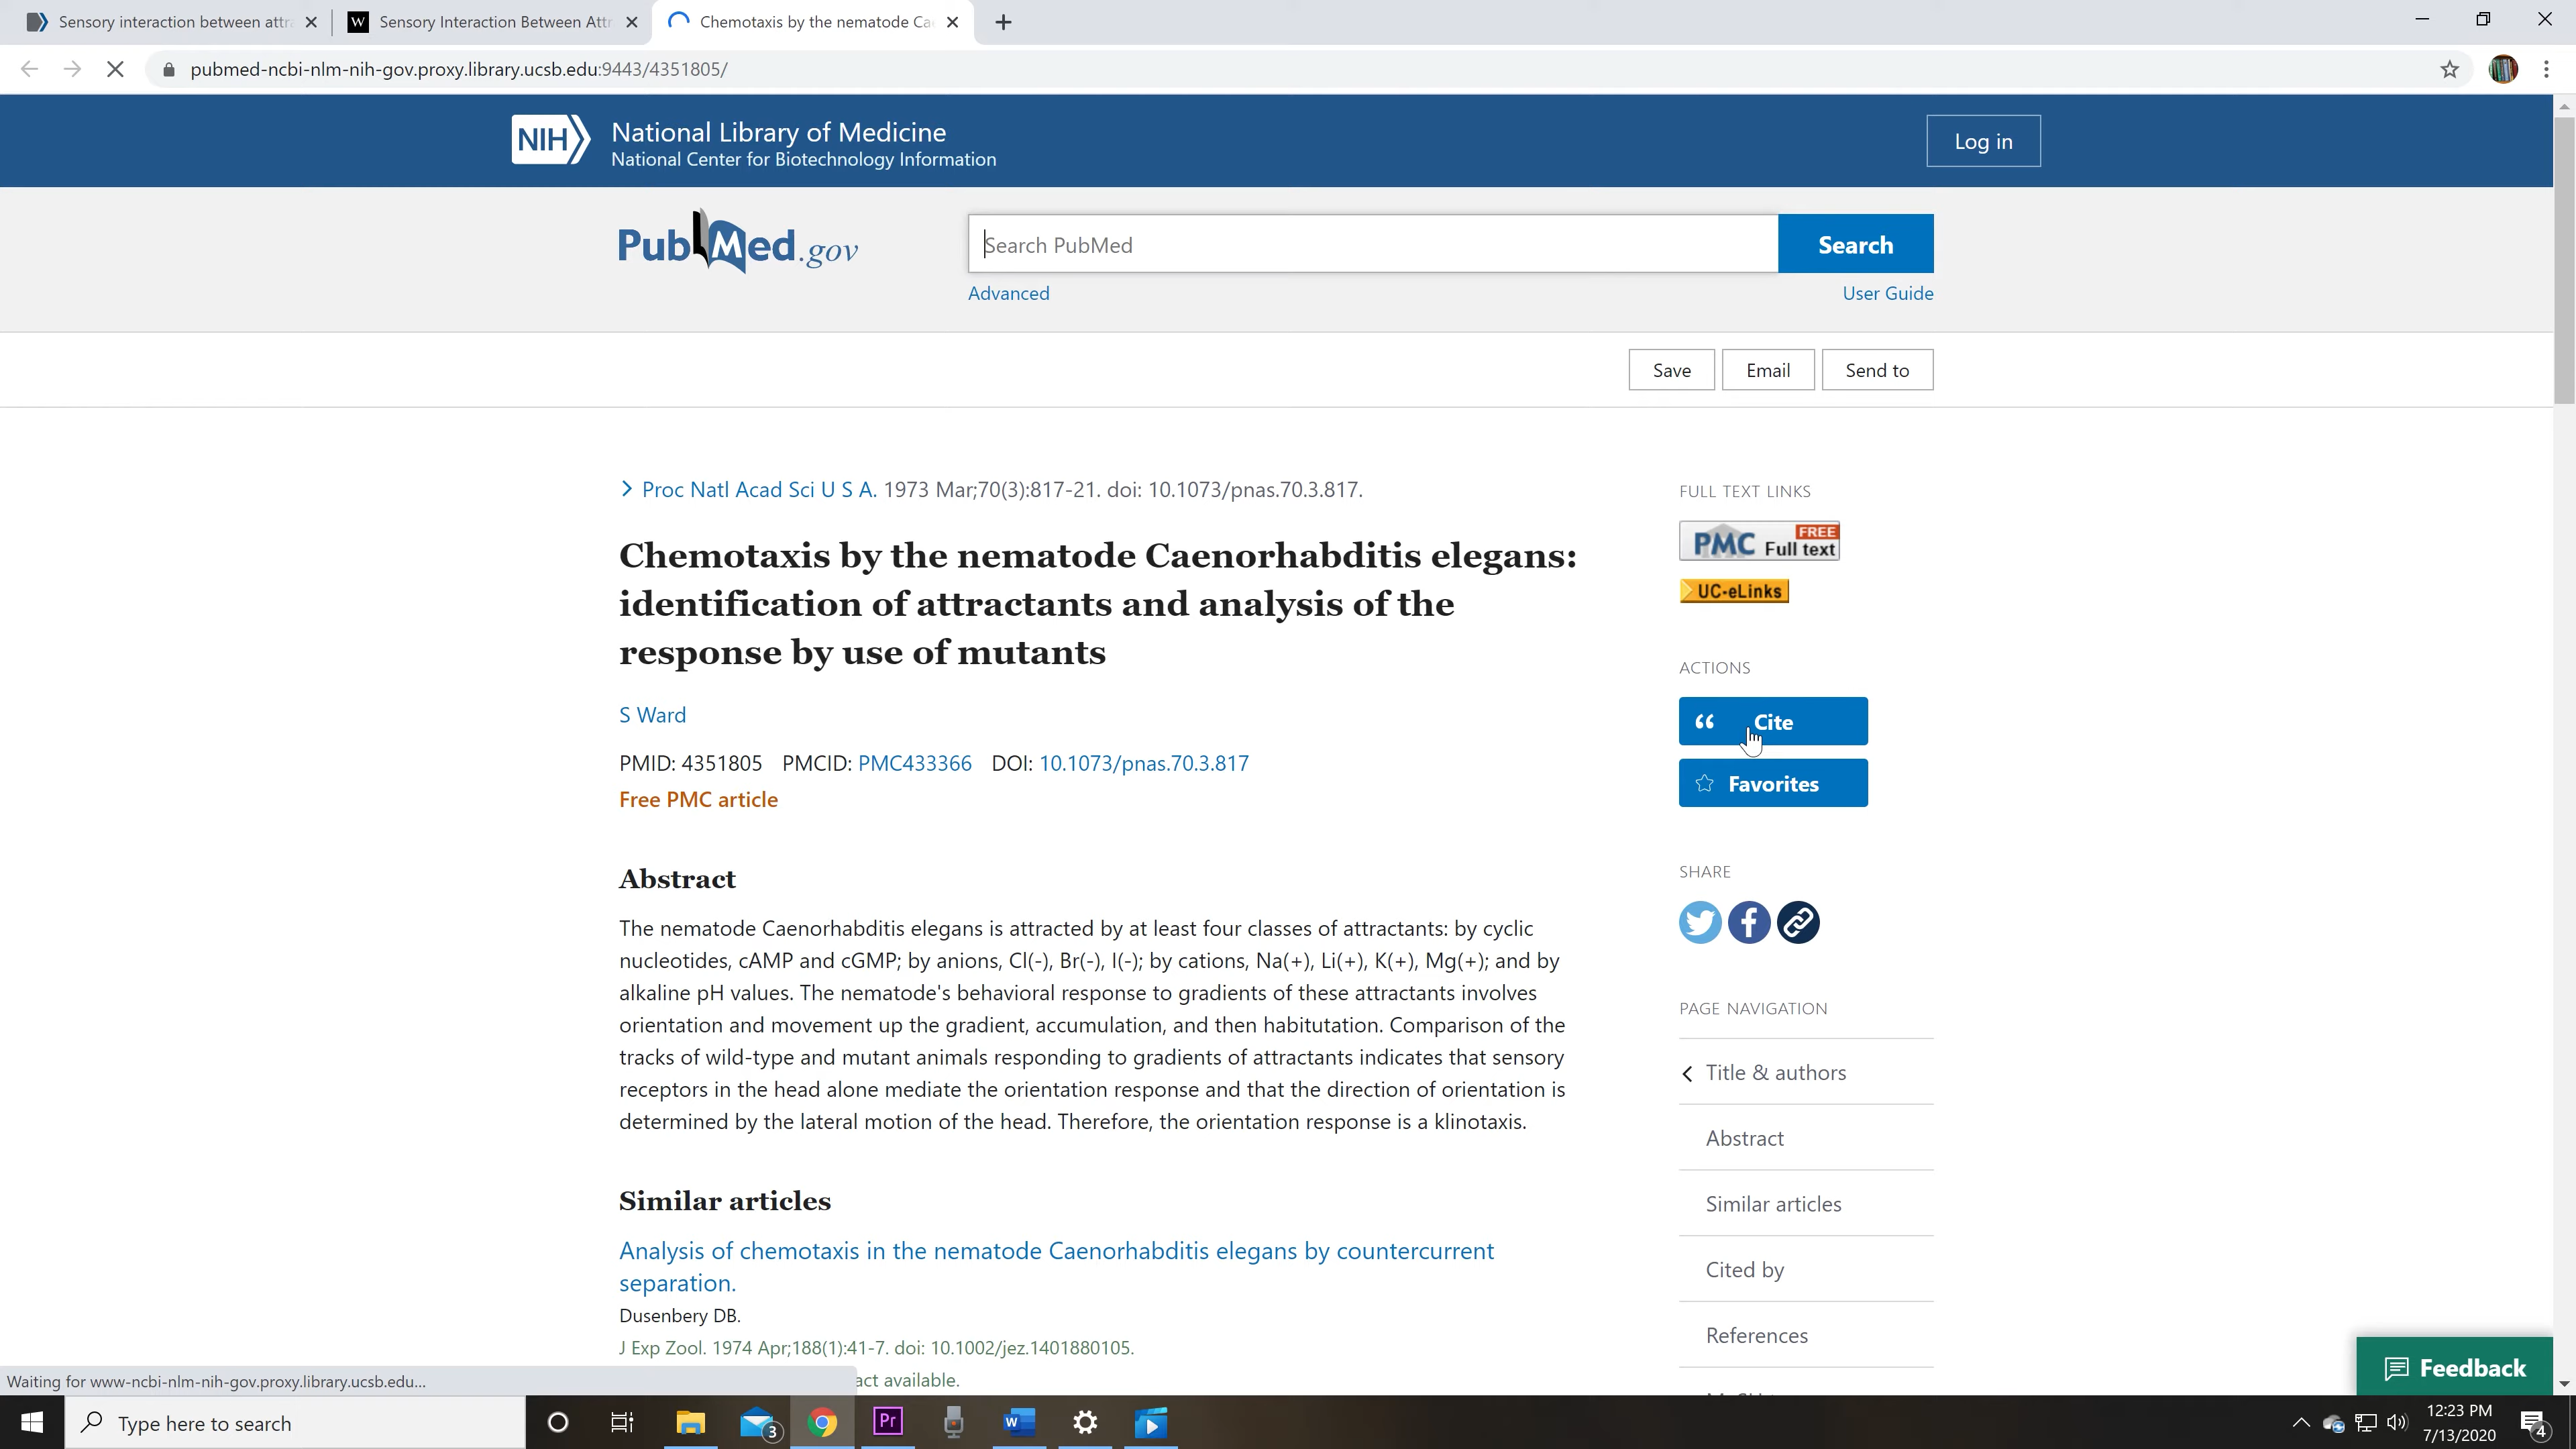 Sensory interaction between attra
W Sensory Interaction Between Attr
Chemotaxis by the nematode Ca
pubmed-ncbi-nlm-nih-gov.proxy.library.ucsb.edu:9443/4351805/
NIH National Library of Medicine
National Center for Biotechnology Information
Log in
PubMed.gov
Search PubMed
Search
Advanced
User Guide
Save
Email
Send to
Proc Natl Acad Sci U S A. 1973 Mar;70(3):817-21. doi: 10.1073/pnas.70.3.817.
Chemotaxis by the nematode Caenorhabditis elegans:
identification of attractants and analysis of the
response by use of mutants
S Ward
PMID: 4351805 PMCID: PMC433366 DOI: 10.1073/pnas.70.3.817
Free PMC article
Abstract
The nematode Caenorhabditis elegans is attracted by at least four classes of attractants: by cyclic
nucleotides, cAMP and cGMP; by anions, Cl(-), Br(-), I(-); by cations, Na(+), Li(+), K(+), Mg(+); and by
alkaline pH values. The nematode's behavioral response to gradients of these attractants involves
orientation and movement up the gradient, accumulation, and then habitutation. Comparison of the
tracks of wild-type and mutant animals responding to gradients of attractants indicates that sensory
receptors in the head alone mediate the orientation response and that the direction of orientation is
determined by the lateral motion of the head. Therefore, the orientation response is a klinotaxis.
Similar articles
Analysis of chemotaxis in the nematode Caenorhabditis elegans by countercurrent
separation.
Dusenbery DB.
J Exp Zool. 1974 Apr;188(1):41-7. doi: 10.1002/jez.1401880105.
act available.
FULL TEXT LINKS
PMC FREE
Full text
UC-eLinks
ACTIONS
Cite
Favorites
SHARE
PAGE NAVIGATION
Title & authors
Abstract
Similar articles
Cited by
References
Feedback
Waiting for www-ncbi-nlm-nih-gov.proxy.library.ucsb.edu...
Type here to search
3
Pr
W
12:23 PM
7/13/2020
4